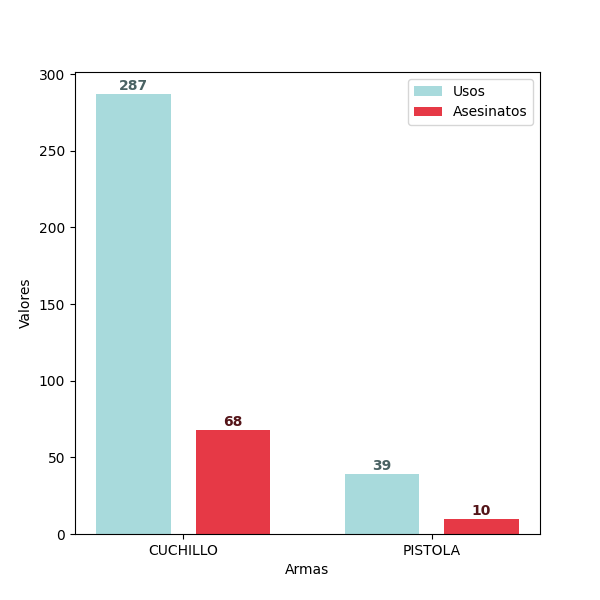 300
250
200
150
100
50
0
Valores
287
68
39
10
Usos
Asesinatos
CUCHILLO
PISTOLA
Armas